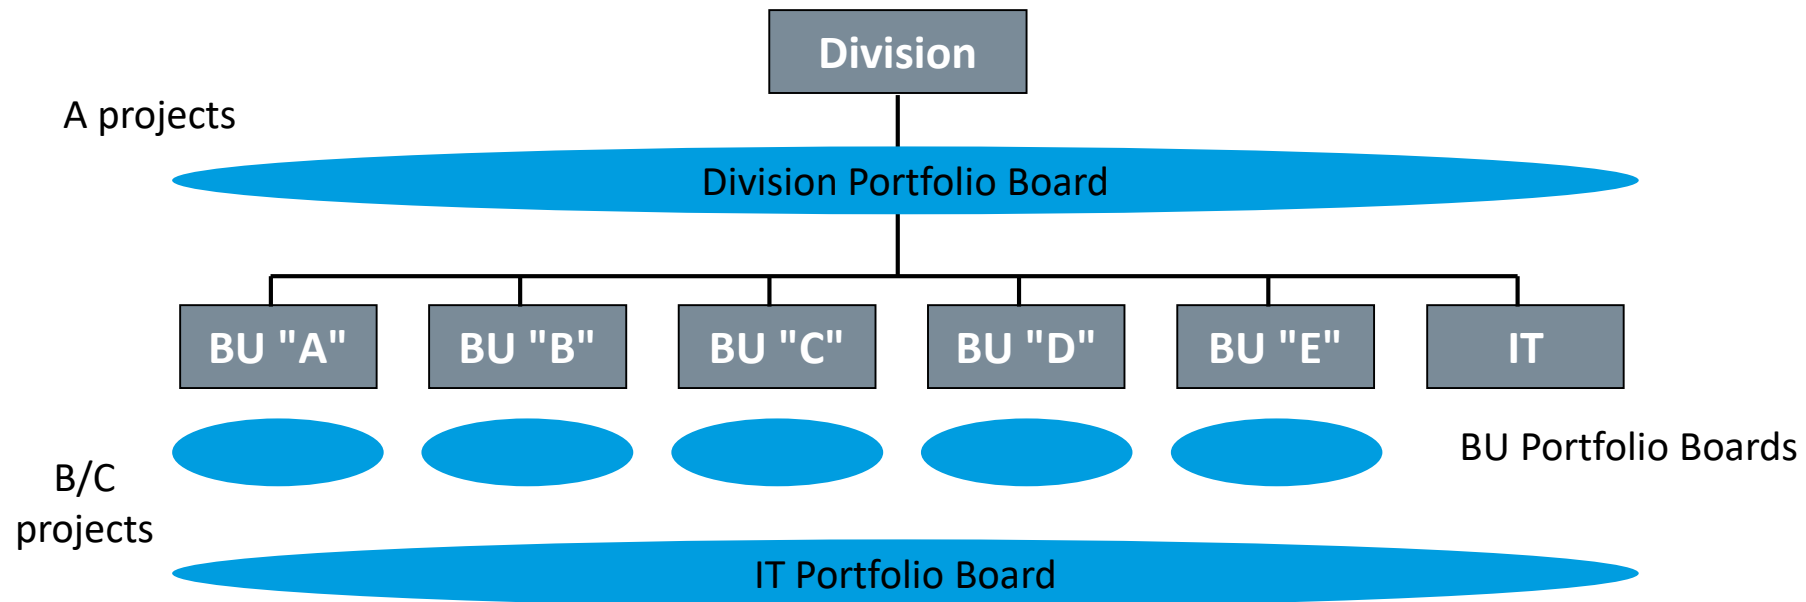 Division
A projects
Division Portfolio Board
BU "A"
BU "B"
BU "C"
BU "D"
BU "E"
IT
BU Portfolio Boards
B/C
projects
IT Portfolio Board